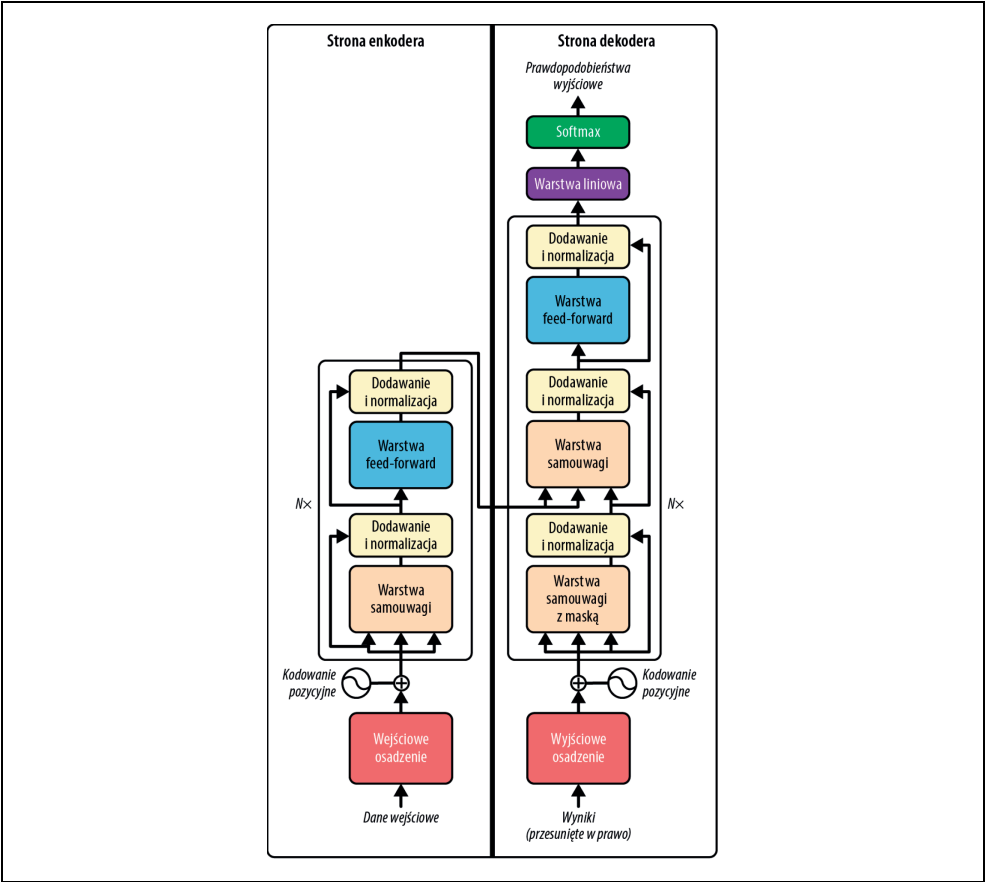 Strona enkodera
Dodawanie
i normalizacja
Warstwa
feed-forward
N×
Dodawanie
i normalizacja
Warstwa
samouwagi
Kodowanie
pozycyjne
Wejściowe
osadzenie
Dane wejściowe
Strona dekodera
Prawdopodobieństwa
wyjściowe
Softmax
Warstwa liniowa
Dodawanie
i normalizacja
Warstwa
feed-forward
Dodawanie
i normalizacja
Warstwa
samouwagi
N×
Dodawanie
i normalizacja
Warstwa
samouwagi
z maską
Kodowanie
pozycyjne
Wyjściowe
osadzenie
Wyniki
(przesunięte w prawo)